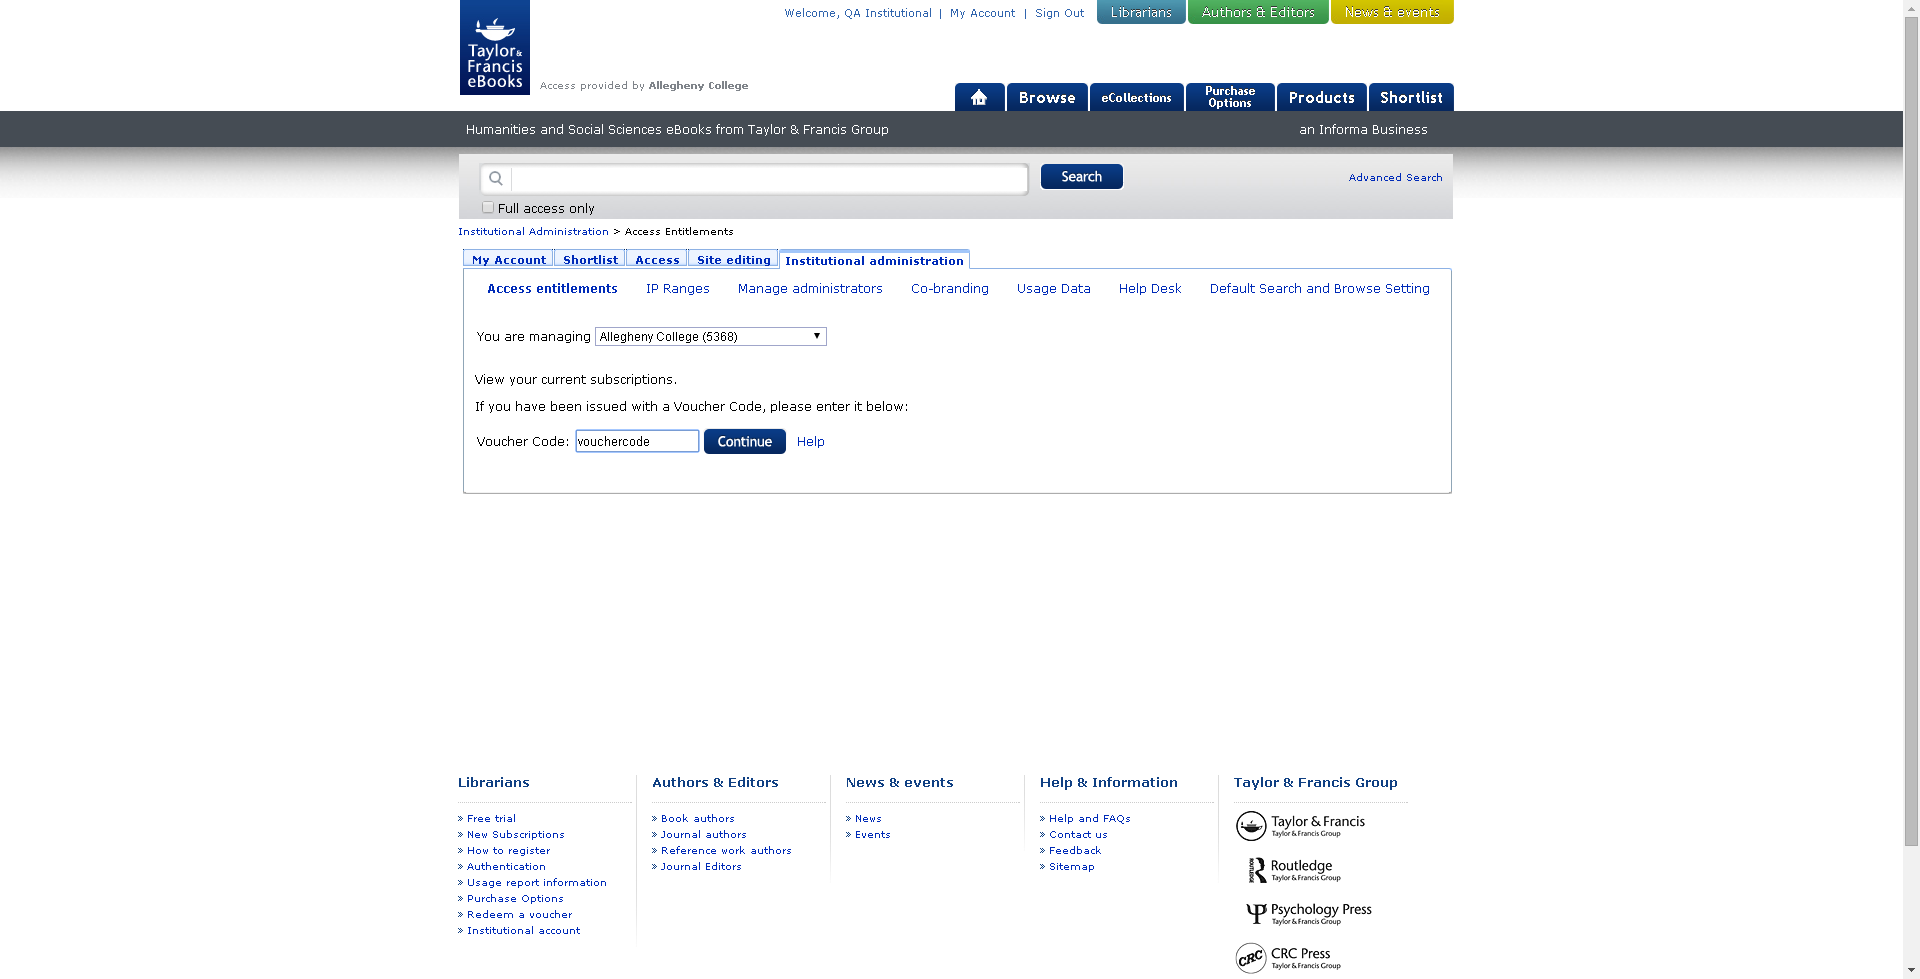 Welcome, QA Institutional | My Account | Sign Out
Librarians
Authors & Editors
News & events
Taylor & Francis eBooks
Access provided by Allegheny College
Browse
eCollections
Purchase Options
Products
Shortlist
Humanities and Social Sciences eBooks from Taylor & Francis Group
an Informa Business
Search
Advanced Search
Full access only
Institutional Administration > Access Entitlements
My Account
Shortlist
Access
Site editing
Institutional administration
Access entitlements
IP Ranges
Manage administrators
Co-branding
Usage Data
Help Desk
Default Search and Browse Setting
You are managing Allegheny College (5368)
View your current subscriptions.
If you have been issued with a Voucher Code, please enter it below:
Voucher Code: vouchercode Continue Help
Librarians
» Free trial
» New Subscriptions
» How to register
» Authentication
» Usage report information
» Purchase Options
» Redeem a voucher
» Institutional account
Authors & Editors
» Book authors
» Journal authors
» Reference work authors
» Journal Editors
News & events
» News
» Events
Help & Information
» Help and FAQs
» Contact us
» Feedback
» Sitemap
Taylor & Francis Group
Taylor & Francis
Taylor & Francis Group
ROUTLEDGE
Routledge
Taylor & Francis Group
Psychology Press
Taylor & Francis Group
CRC
CRC Press
Taylor & Francis Group